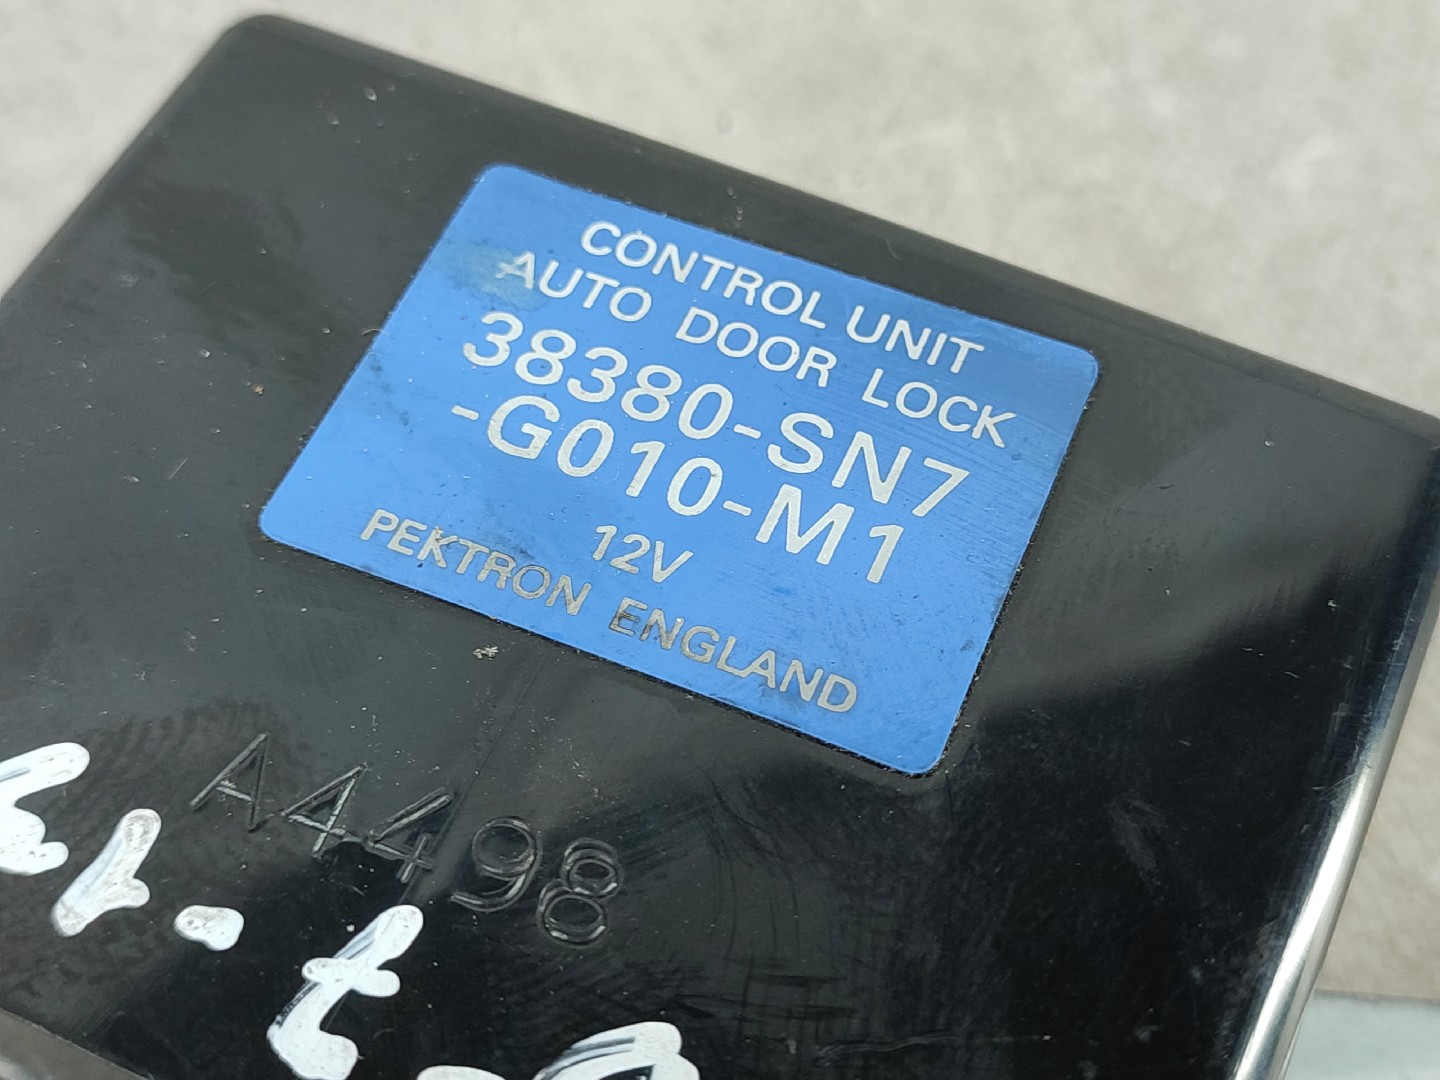 CONTROL UNIT
AUTO DOOR LOCK
38380-SN7
-G010-M1
12V
PEKTRON ENGLAND
A4498